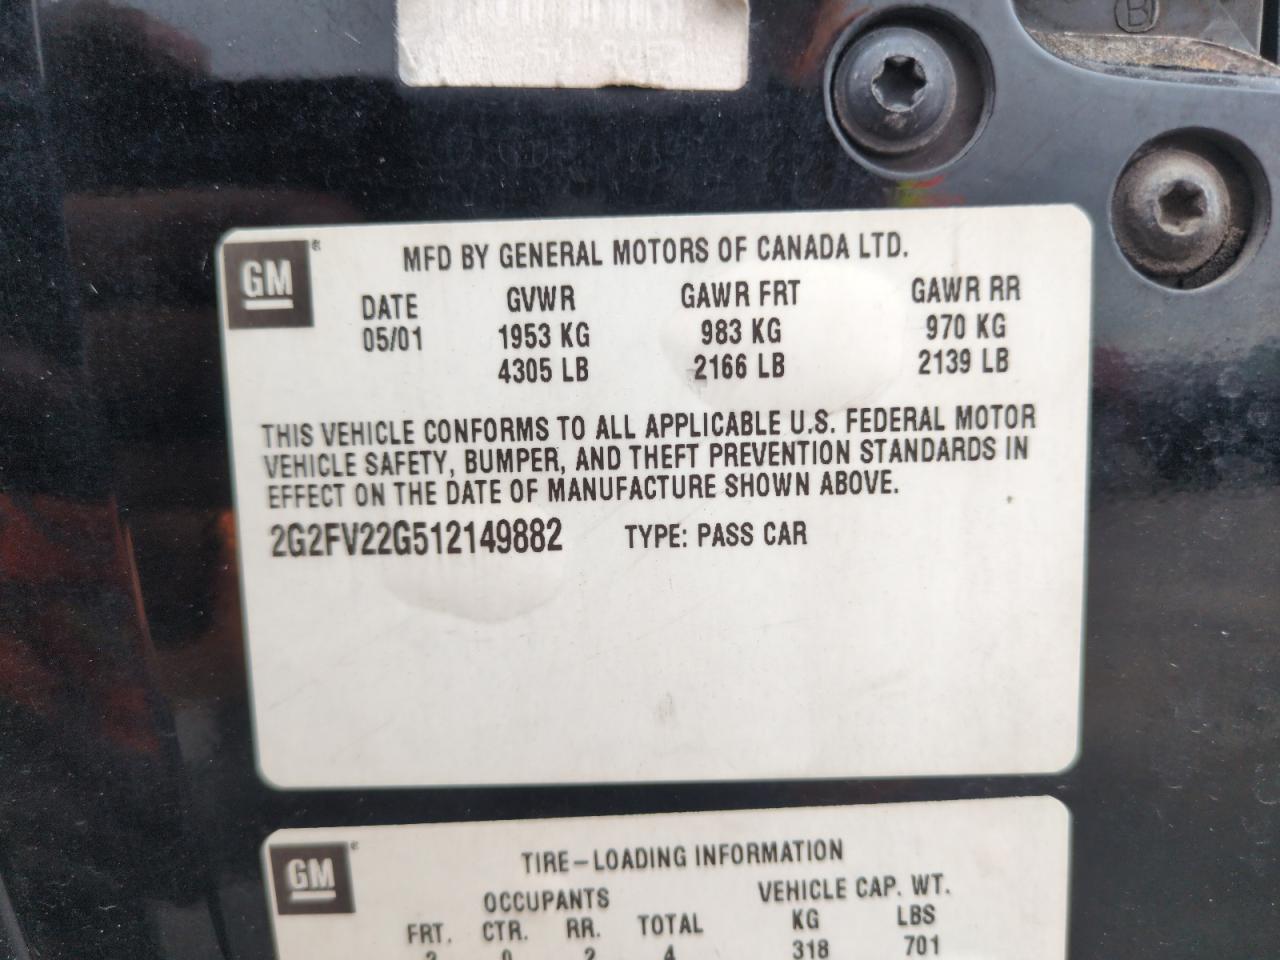 GM
MFD BY GENERAL MOTORS OF CANADA LTD.
DATE GVWR GAWR FRT GAWR RR
05/01 1953 KG 983 KG 970 KG
4305 LB 2166 LB 2139 LB
THIS VEHICLE CONFORMS TO ALL APPLICABLE U.S. FEDERAL MOTOR
VEHICLE SAFETY, BUMPER, AND THEFT PREVENTION STANDARDS IN
EFFECT ON THE DATE OF MANUFACTURE SHOWN ABOVE.
2G2FV22G512149882 TYPE: PASS CAR
GM
TIRE-LOADING INFORMATION
OCCUPANTS VEHICLE CAP. WT.
FRT. CTR. RR. TOTAL KG LBS
2 0 2 4 318 701